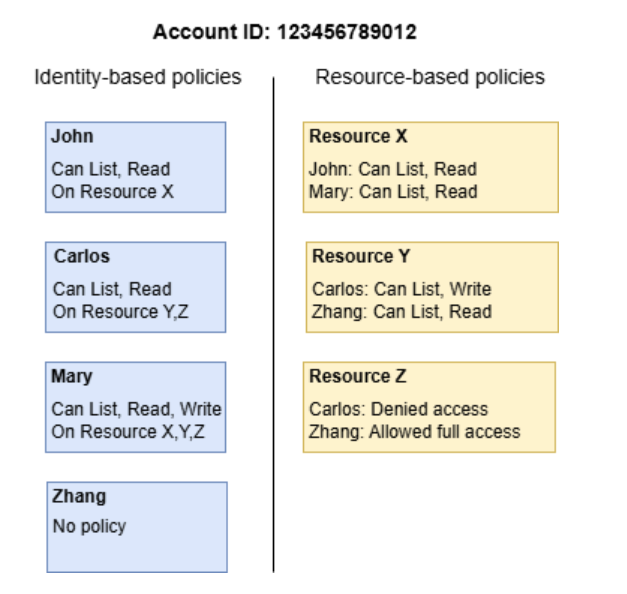 Account ID: 123456789012
Identity-based policies
Resource-based policies
John
Can List, Read
On Resource X
Carlos
Can List, Read
On Resource Y,Z
Mary
Can List, Read, Write
On Resource X,Y,Z
Zhang
No policy
Resource X
John: Can List, Read
Mary: Can List, Read
Resource Y
Carlos: Can List, Write
Zhang: Can List, Read
Resource Z
Carlos: Denied access
Zhang: Allowed full access